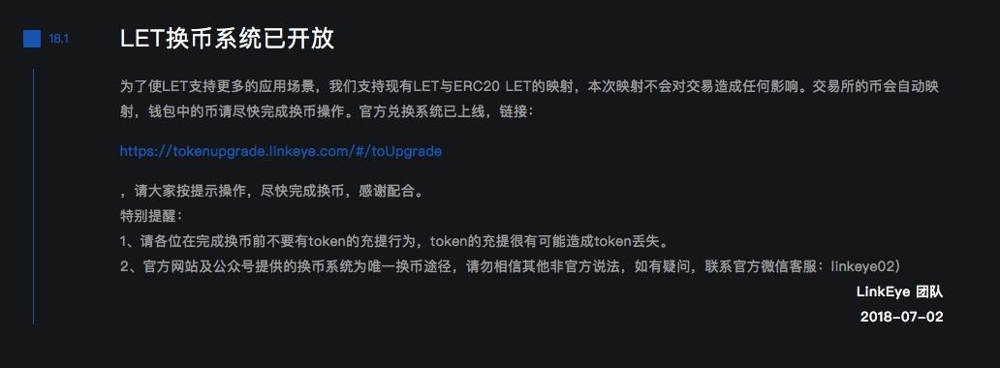 18.1
LET换币系统已开放
为了使LET支持更多的应用场景，我们支持现有LET与ERC20 LET的映射，本次映射不会对交易造成任何影响。交易所的币会自动映
射，钱包中的币请尽快完成换币操作。官方兑换系统已上线，链接：
https://tokenupgrade.linkeye.com/#/toUpgrade
，请大家按提示操作，尽快完成换币，感谢配合。
特别提醒：
1、请各位在完成换币前不要有token的充提行为，token的充提很有可能造成token丢失。
2、官方网站及公众号提供的换币系统为唯一换币途径，请勿相信其他非官方说法，如有疑问，联系官方微信客服：linkeye02）
LinkEye 团队
2018-07-02